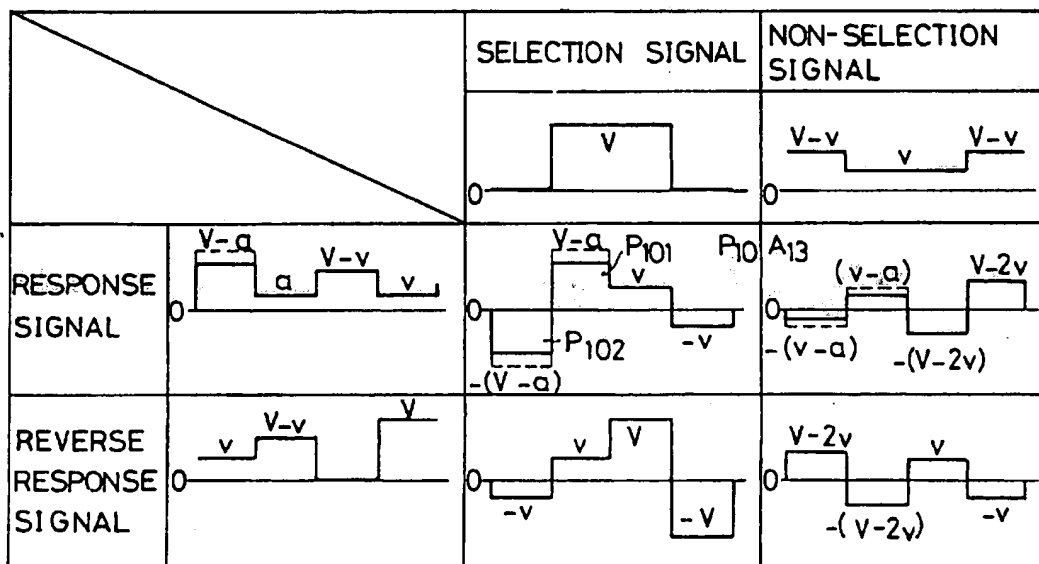 SELECTION SIGNAL
NON-SELECTION
SIGNAL
V
0
V-v
v
V-v
0
RESPONSE
SIGNAL
V-a
a
V-v
v
0
V-a
P101
v
P102
-v
-(V-a)
P10
A13
(v-a)
V-2v
0
-(v-a)
-(V-2v)
REVERSE
RESPONSE
SIGNAL
v
V-v
V
0
0
v
V
-v
-V
V-2v
v
0
-(V-2v)
-v